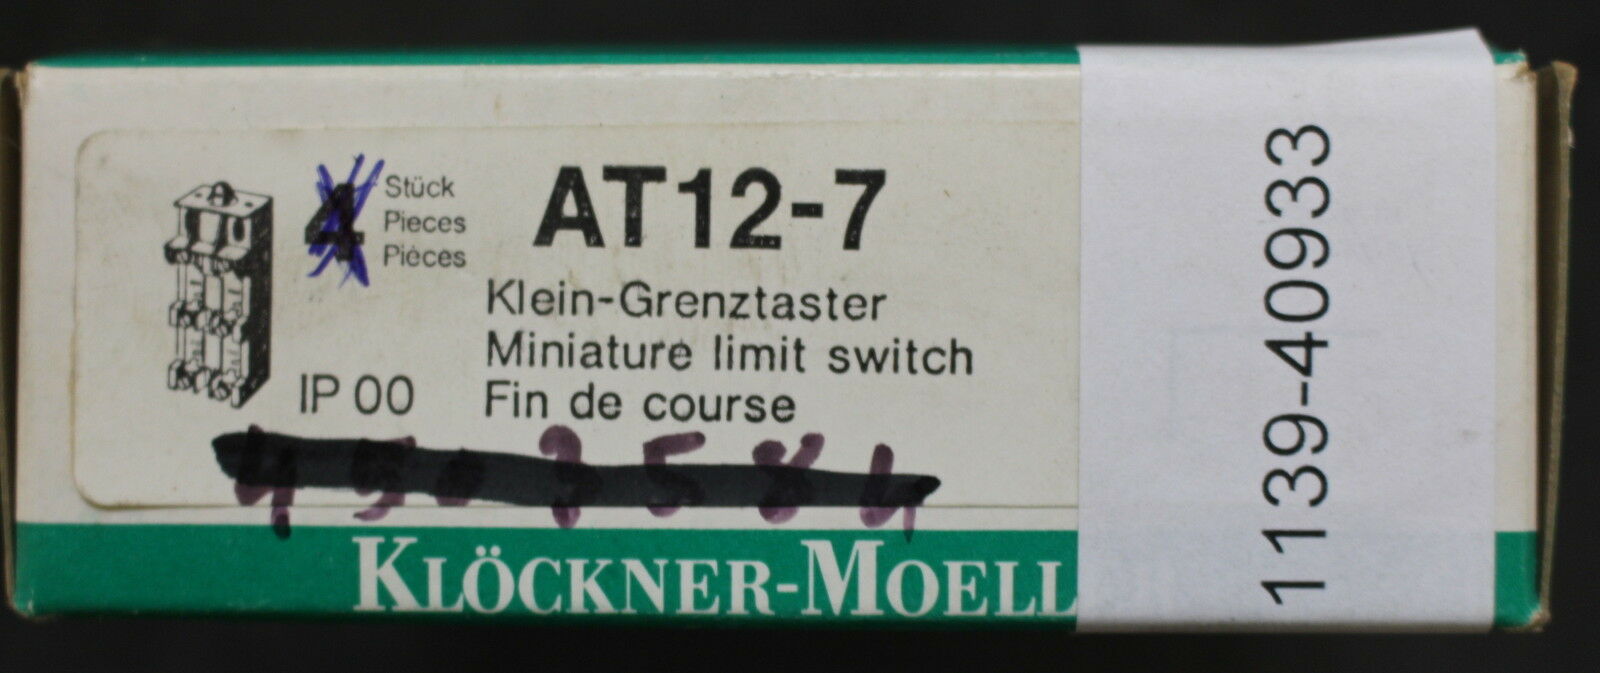 4 Stück
Pieces
Pièces
AT12-7
Klein-Grenztaster
Miniature limit switch
Fin de course
IP 00
KLÖCKNER-MOELL
1139-40933